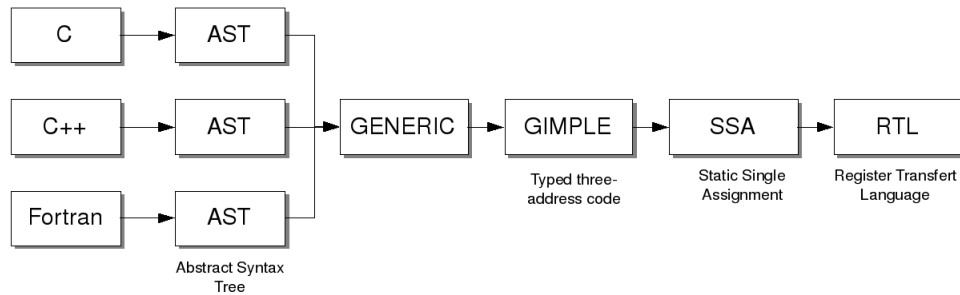 C
AST
C++
AST
GENERIC
GIMPLE
SSA
RTL
Typed three-
address code
Static Single
Assignment
Register Transfert
Language
Fortran
AST
Abstract Syntax
Tree